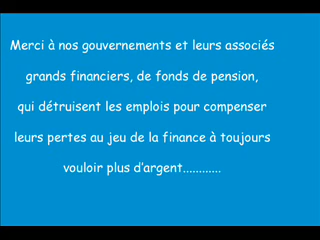 Merci à nos gouvernements et leurs associés
grands financiers, de fonds de pension,
qui détruisent les emplois pour compenser
leurs pertes au jeu de la finance à toujours
vouloir plus d'argent............